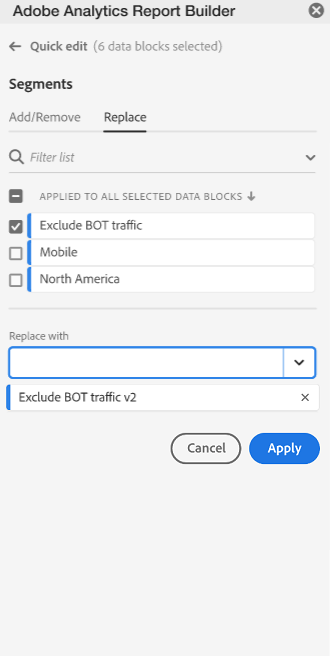 Adobe Analytics Report Builder
Quick edit (6 data blocks selected)
Segments
Add/Remove Replace
Filter list
APPLIED TO ALL SELECTED DATA BLOCKS
Exclude BOT traffic
Mobile
North America
Replace with
Exclude BOT traffic v2
Cancel Apply